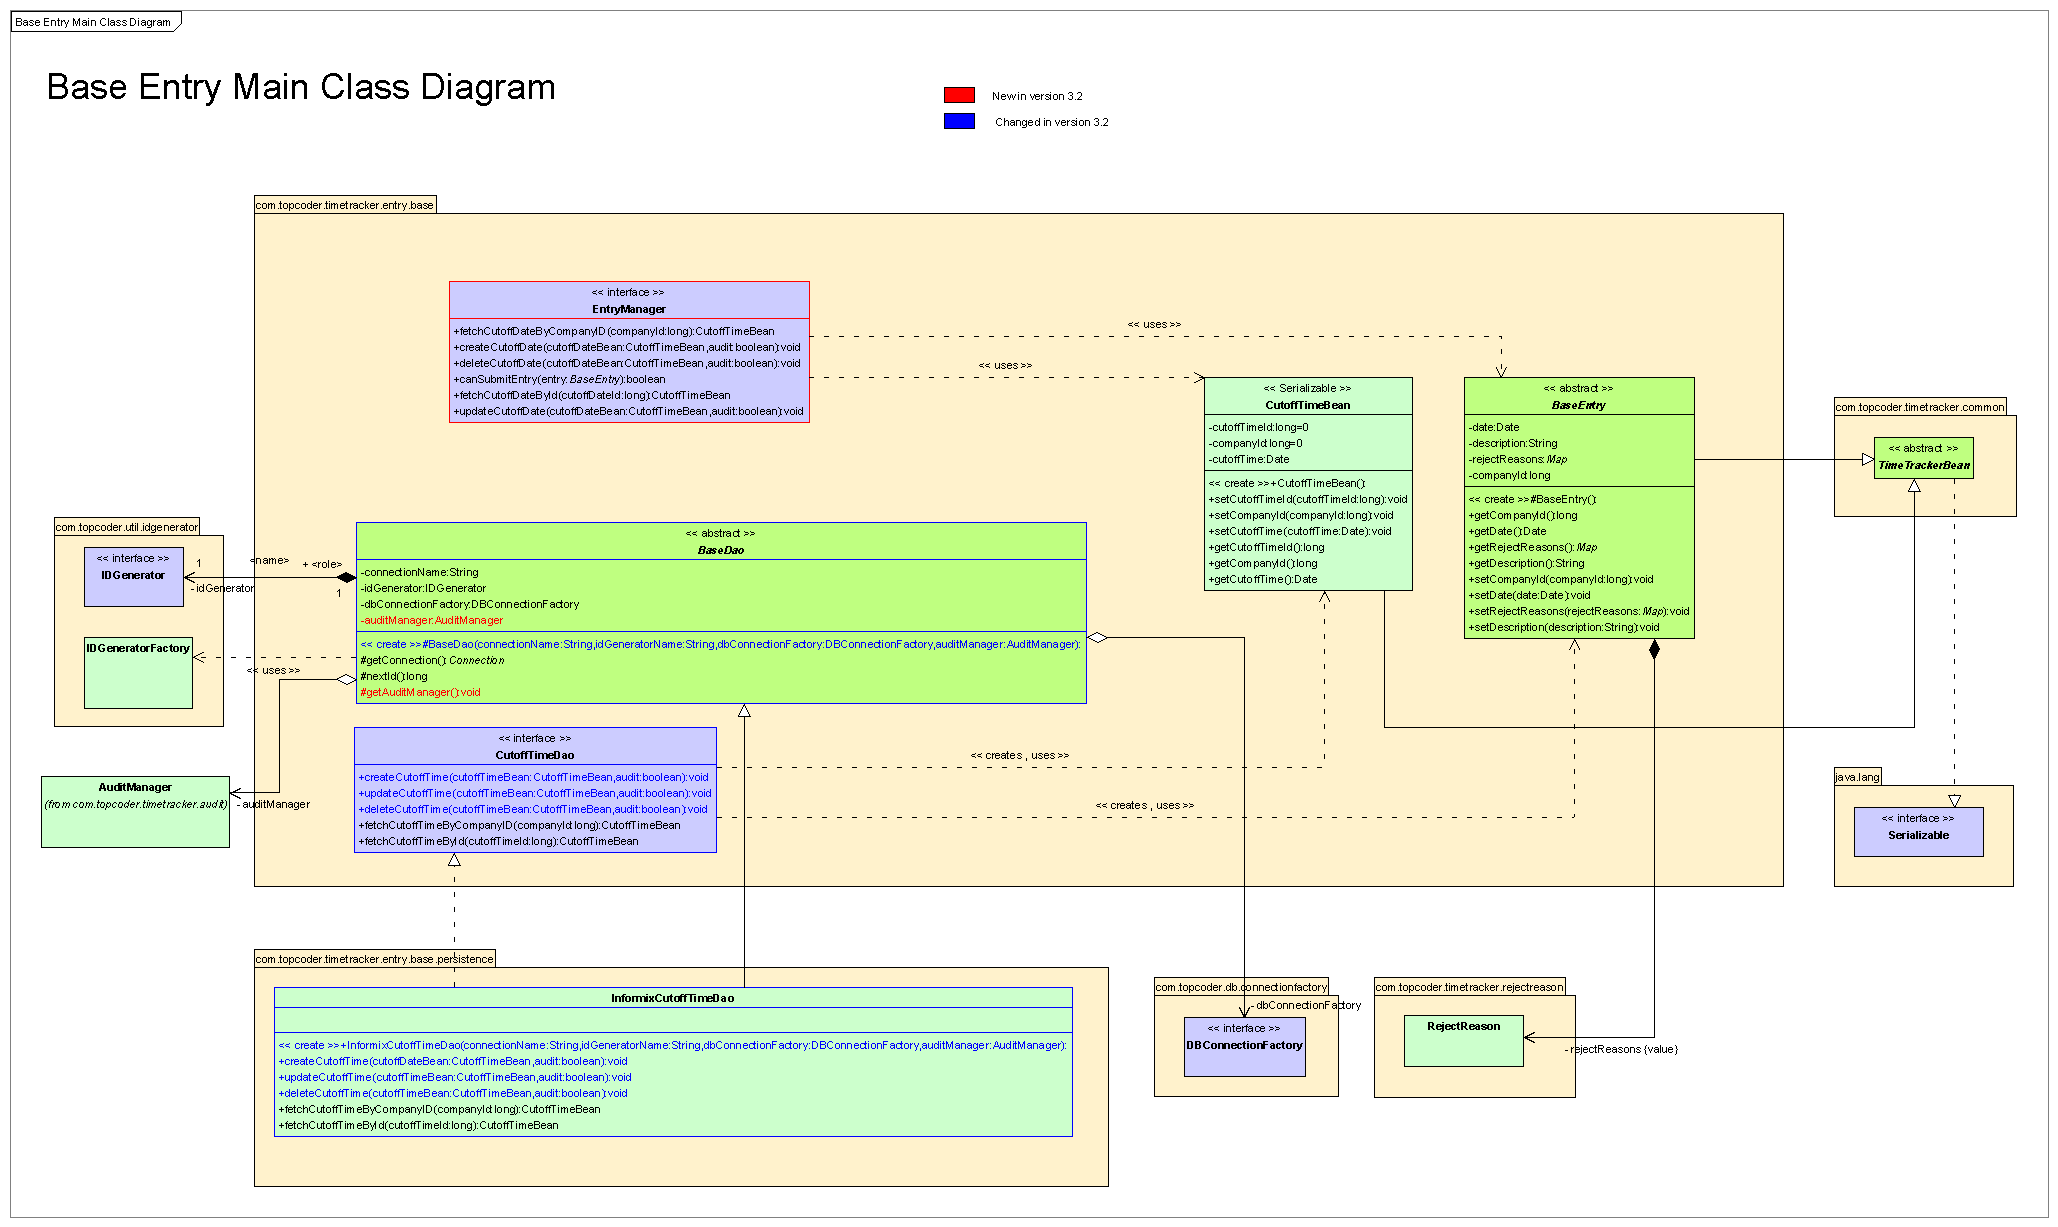 Base Entry Main Class Diagram
Base Entry Main Class Diagram
New in version 3.2
Changed in version 3.2
com.topcoder.timetracker.entry.base
<< interface >>
EntryManager
+fetchCutoffDateByCompanyID(companyId:long):CutoffTimeBean
+createCutoffDate(cutoffDateBean:CutoffTimeBean,audit:boolean):void
+deleteCutoffDate(cutoffDateBean:CutoffTimeBean,audit:boolean):void
+canSubmitEntry(entry:BaseEntry):boolean
+fetchCutoffDateById(cutoffDateId:long):CutoffTimeBean
+updateCutoffDate(cutoffDateBean:CutoffTimeBean,audit:boolean):void
<< uses >>
<< uses >>
<< Serializable >>
CutoffTimeBean
-cutoffTimeId:long=0
-companyId:long=0
-cutoffTime:Date
<< create >>+CutoffTimeBean():
+setCutoffTimeId(cutoffTimeId:long):void
+setCompanyId(companyId:long):void
+setCutoffTime(cutoffTime:Date):void
+getCutoffTimeId():long
+getCompanyId():long
+getCutoffTime():Date
<< abstract >>
BaseEntry
-date:Date
-description:String
-rejectReasons:Map
-companyId:long
<< create >>#BaseEntry():
+getCompanyId():long
+getDate():Date
+getRejectReasons():Map
+getDescription():String
+setCompanyId(companyId:long):void
+setDate(date:Date):void
+setRejectReasons(rejectReasons:Map):void
+setDescription(description:String):void
com.topcoder.timetracker.common
<< abstract >>
TimeTrackerBean
com.topcoder.util.idgenerator
<< interface >>
IDGenerator
1
<name>
+ <role>
- idGenerator
1
IDGeneratorFactory
<< uses >>
<< abstract >>
BaseDao
-connectionName:String
-idGenerator:IDGenerator
-dbConnectionFactory:DBConnectionFactory
-auditManager:AuditManager
<< create >>#BaseDao(connectionName:String,idGeneratorName:String,dbConnectionFactory:DBConnectionFactory,auditManager:AuditManager):
#getConnection():Connection
#nextId():long
#getAuditManager():void
<< interface >>
CutoffTimeDao
+createCutoffTime(cutoffTimeBean:CutoffTimeBean,audit:boolean):void
+updateCutoffTime(cutoffTimeBean:CutoffTimeBean,audit:boolean):void
+deleteCutoffTime(cutoffTimeBean:CutoffTimeBean,audit:boolean):void
+fetchCutoffTimeByCompanyID(companyId:long):CutoffTimeBean
+fetchCutoffTimeById(cutoffTimeId:long):CutoffTimeBean
<< creates , uses >>
<< creates , uses >>
AuditManager
(from com.topcoder.timetracker.audit)
- auditManager
java.lang
<< interface >>
Serializable
com.topcoder.timetracker.entry.base.persistence
InformixCutoffTimeDao
<< create >>+InformixCutoffTimeDao(connectionName:String,idGeneratorName:String,dbConnectionFactory:DBConnectionFactory,auditManager:AuditManager):
+createCutoffTime(cutoffDateBean:CutoffTimeBean,audit:boolean):void
+updateCutoffTime(cutoffTimeBean:CutoffTimeBean,audit:boolean):void
+deleteCutoffTime(cutoffTimeBean:CutoffTimeBean,audit:boolean):void
+fetchCutoffTimeByCompanyID(companyId:long):CutoffTimeBean
+fetchCutoffTimeById(cutoffTimeId:long):CutoffTimeBean
com.topcoder.db.connectionfactory
- dbConnectionFactory
<< interface >>
DBConnectionFactory
com.topcoder.timetracker.rejectreason
RejectReason
- rejectReasons {value}